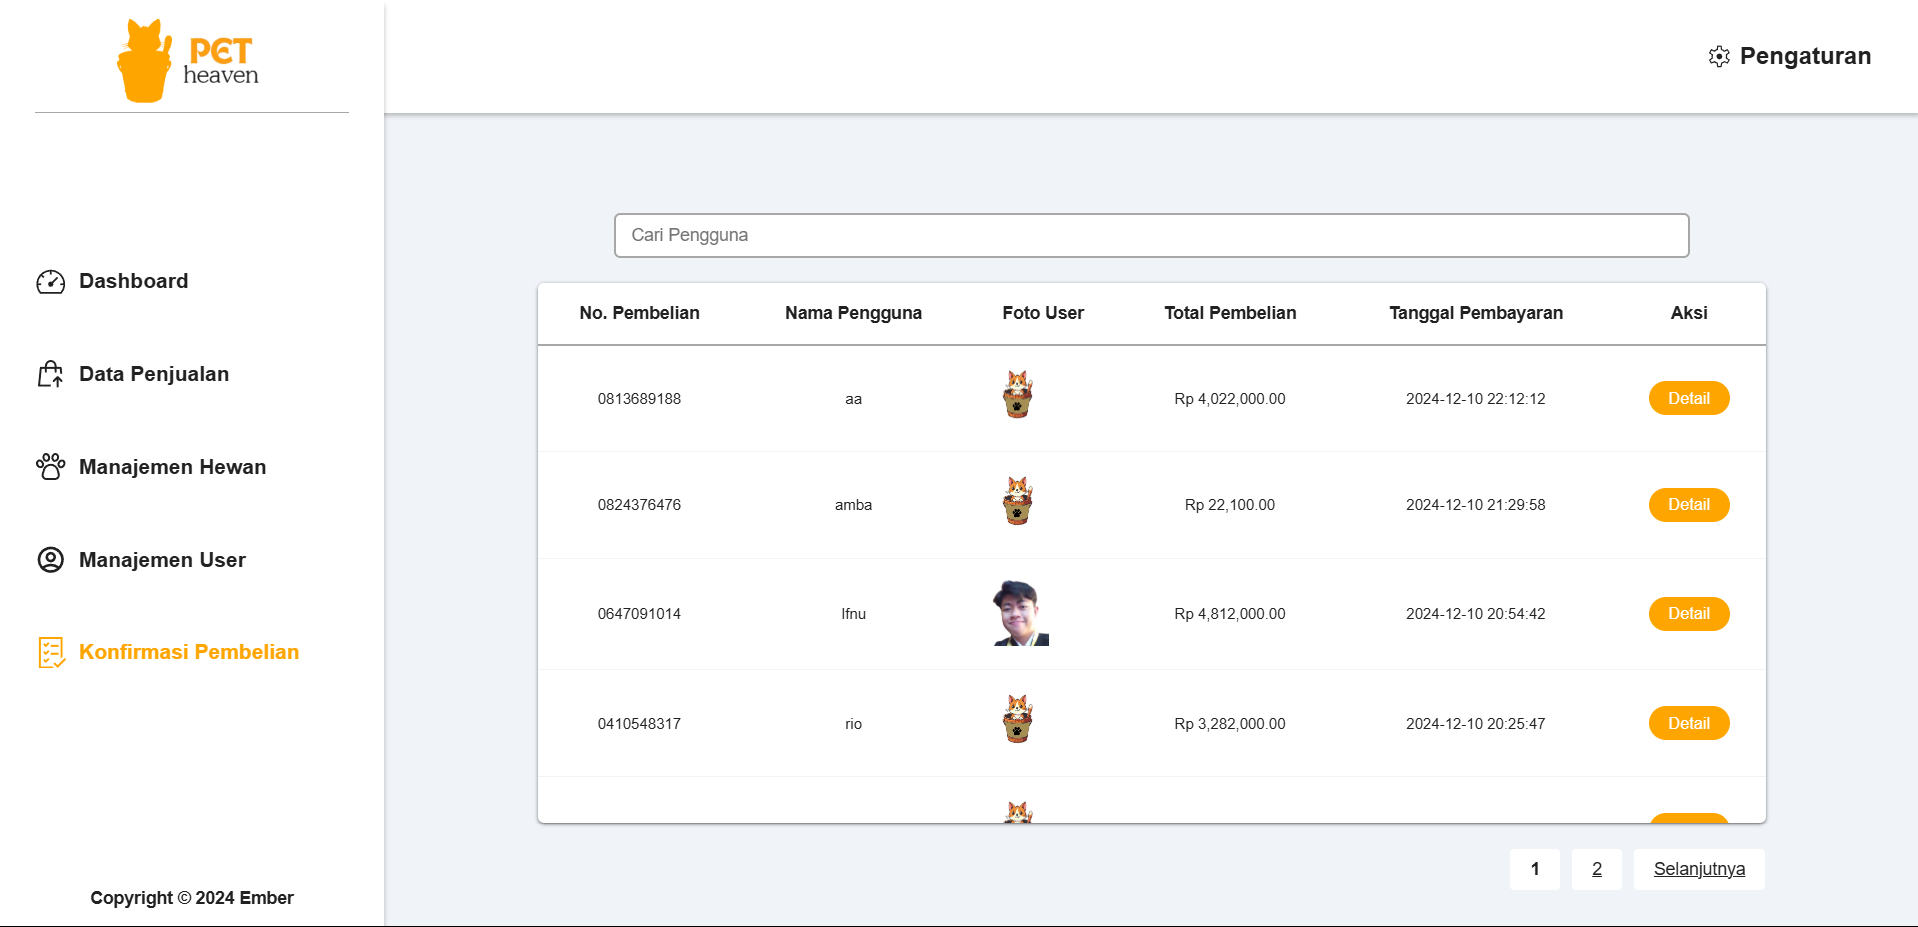 PET
heaven
Pengaturan
Dashboard
Data Penjualan
Manajemen Hewan
Manajemen User
Konfirmasi Pembelian
Copyright © 2024 Ember
Cari Pengguna
No. Pembelian Nama Pengguna Foto User Total Pembelian Tanggal Pembayaran Aksi
0813689188 aa Rp 4,022,000.00 2024-12-10 22:12:12 Detail
0824376476 amba Rp 22,100.00 2024-12-10 21:29:58 Detail
0647091014 Ifnu Rp 4,812,000.00 2024-12-10 20:54:42 Detail
0410548317 rio Rp 3,282,000.00 2024-12-10 20:25:47 Detail
1 2 Selanjutnya